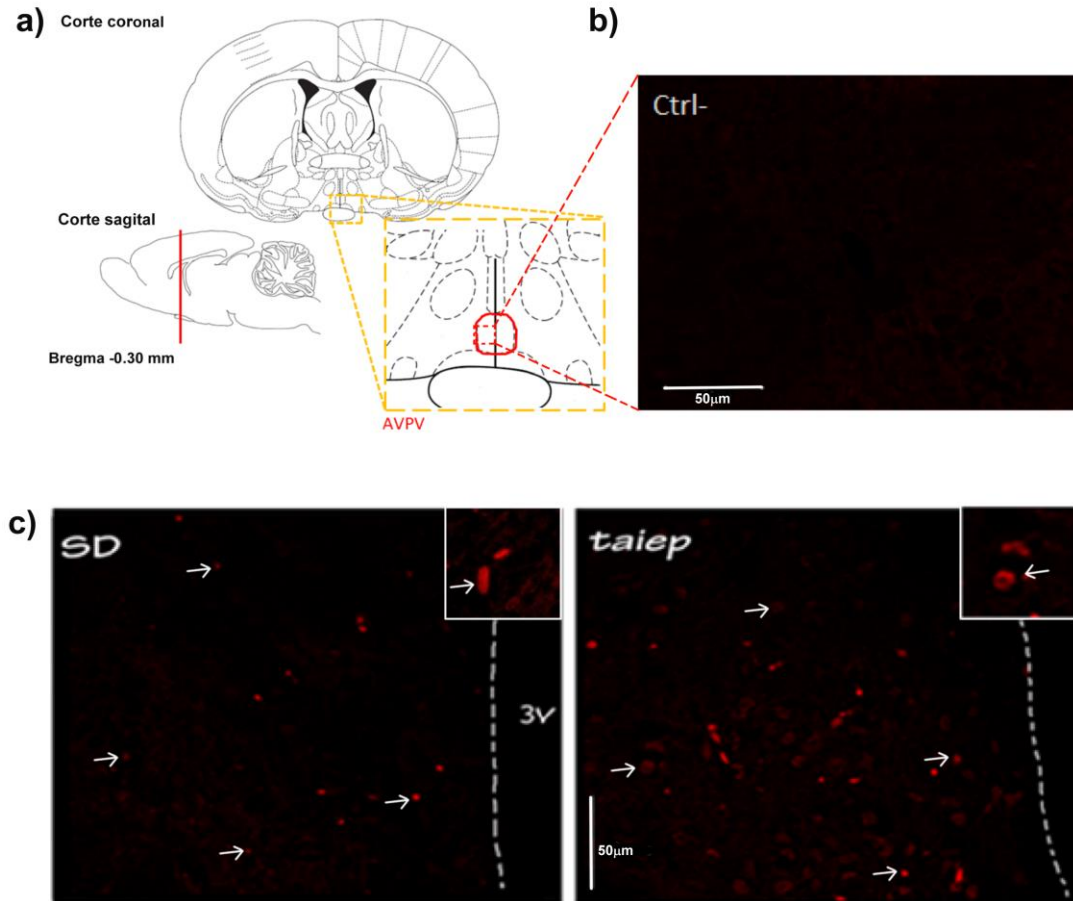 a)
Corte coronal
Corte sagital
Bregma -0.30 mm
AVPV
b)
Ctrl-
50μm
c)
SD
3V
taiep
50μm